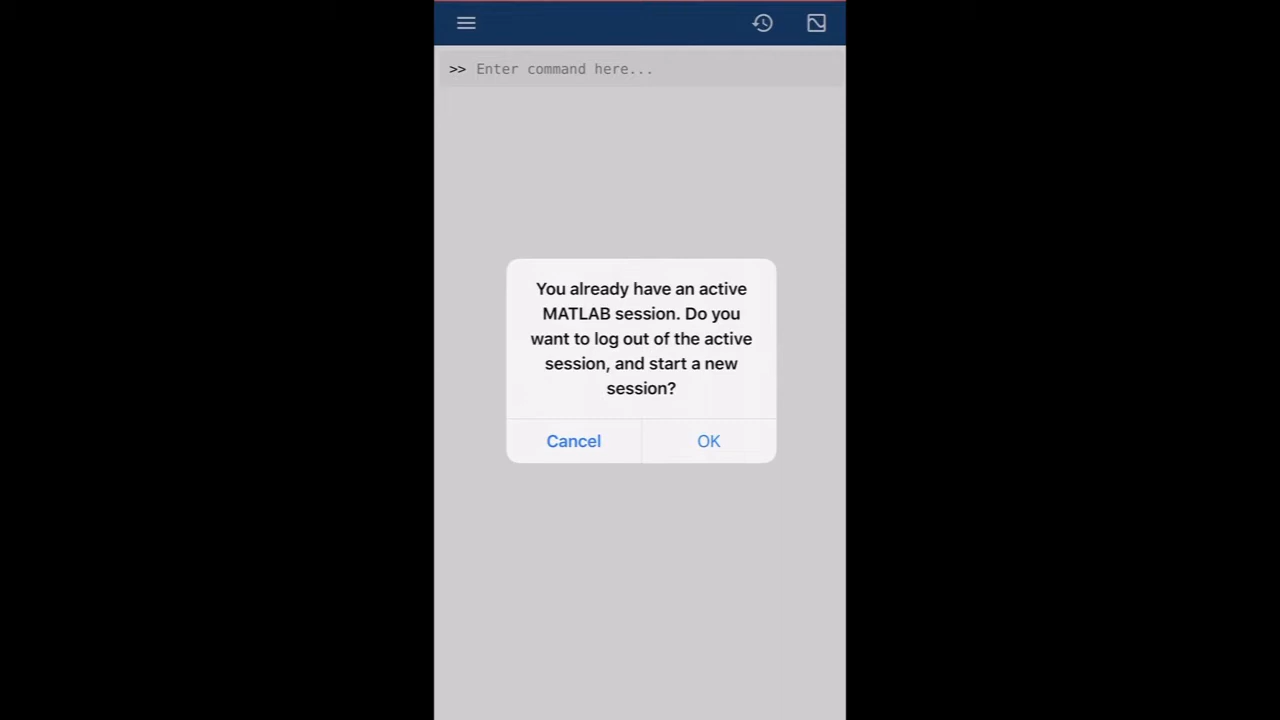 >> Enter command here...
You already have an active
MATLAB session. Do you
want to log out of the active
session, and start a new
session?
Cancel OK